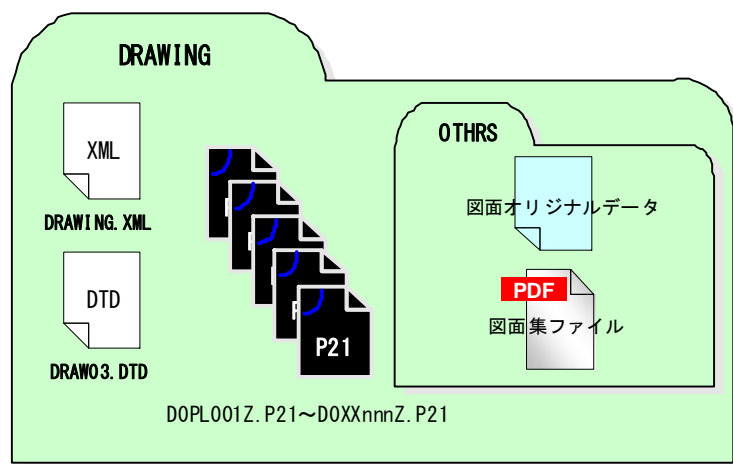 DRAWING
XML
DRAWING.XML
DTD
DRAW03.DTD
P21
D0PL001Z.P21～D0XXnnnZ.P21
OTHRS
図面オリジナルデータ
PDF
図面集ファイル